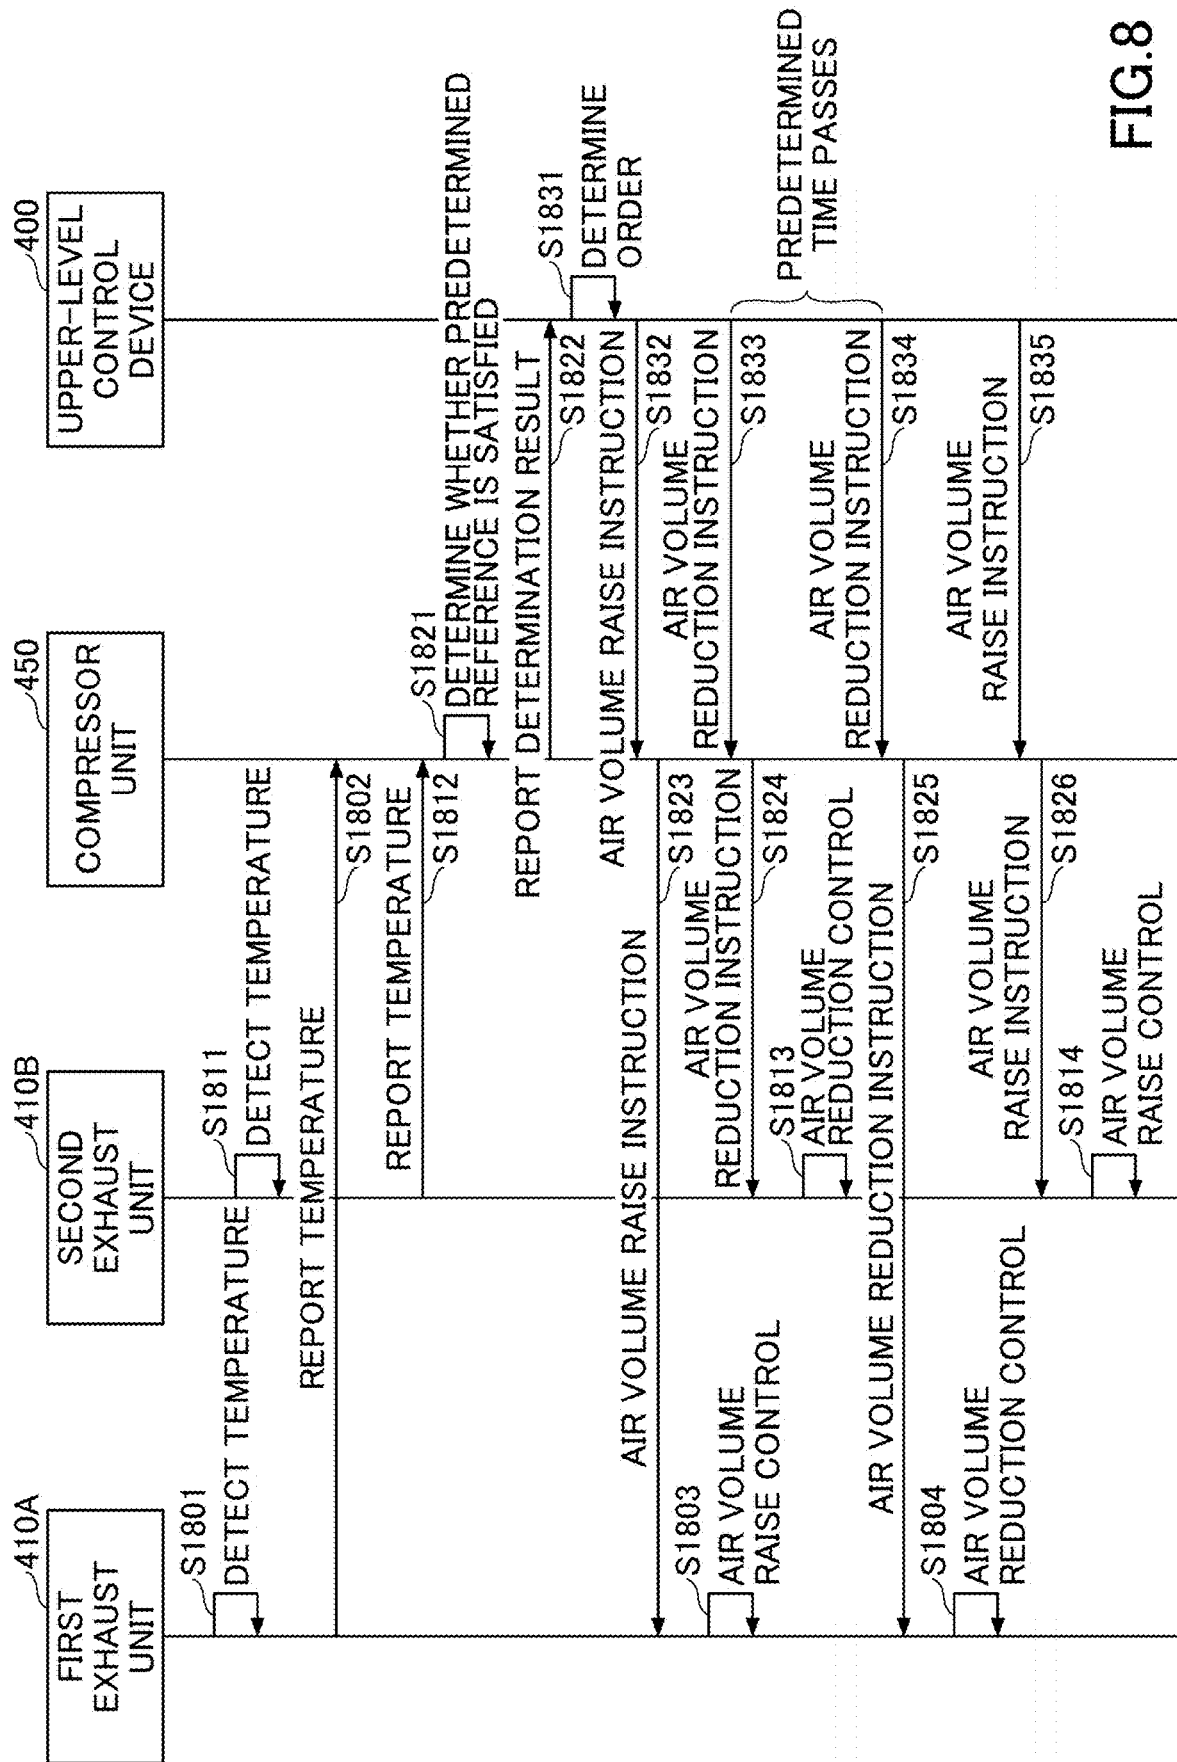 410A
FIRST
EXHAUST
UNIT
410B
SECOND
EXHAUST
UNIT
450
COMPRESSOR
UNIT
400
UPPER-LEVEL
CONTROL
DEVICE
S1801
DETECT TEMPERATURE
S1811
DETECT TEMPERATURE
REPORT TEMPERATURE
S1802
REPORT TEMPERATURE
S1812
S1821
DETERMINE WHETHER PREDETERMINED
REFERENCE IS SATISFIED
REPORT DETERMINATION RESULT
S1822
S1831
DETERMINE
ORDER
AIR VOLUME RAISE INSTRUCTION
S1832
AIR VOLUME RAISE INSTRUCTION
S1823
S1803
AIR VOLUME
RAISE CONTROL
AIR VOLUME
REDUCTION INSTRUCTION
S1833
AIR VOLUME
REDUCTION INSTRUCTION
S1824
S1813
AIR VOLUME
REDUCTION CONTROL
PREDETERMINED
TIME PASSES
AIR VOLUME
REDUCTION INSTRUCTION
S1834
AIR VOLUME REDUCTION INSTRUCTION
S1825
S1804
AIR VOLUME
REDUCTION CONTROL
AIR VOLUME
RAISE INSTRUCTION
S1835
AIR VOLUME
RAISE INSTRUCTION
S1826
S1814
AIR VOLUME
RAISE CONTROL
FIG.8